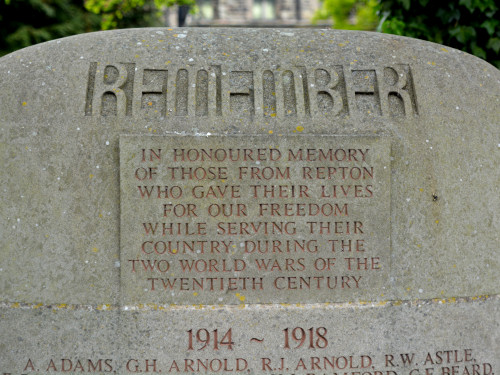 REMEMBER
IN HONOURED MEMORY
OF THOSE FROM REPTON
WHO GAVE THEIR LIVES
FOR OUR FREEDOM
WHILE SERVING THEIR
COUNTRY DURING THE
TWO WORLD WARS OF THE
TWENTIETH CENTURY
1914 ~ 1918
A. ADAMS, G.H. ARNOLD, R.J. ARNOLD, R.W. ASTLE,
G.F. BEARD,